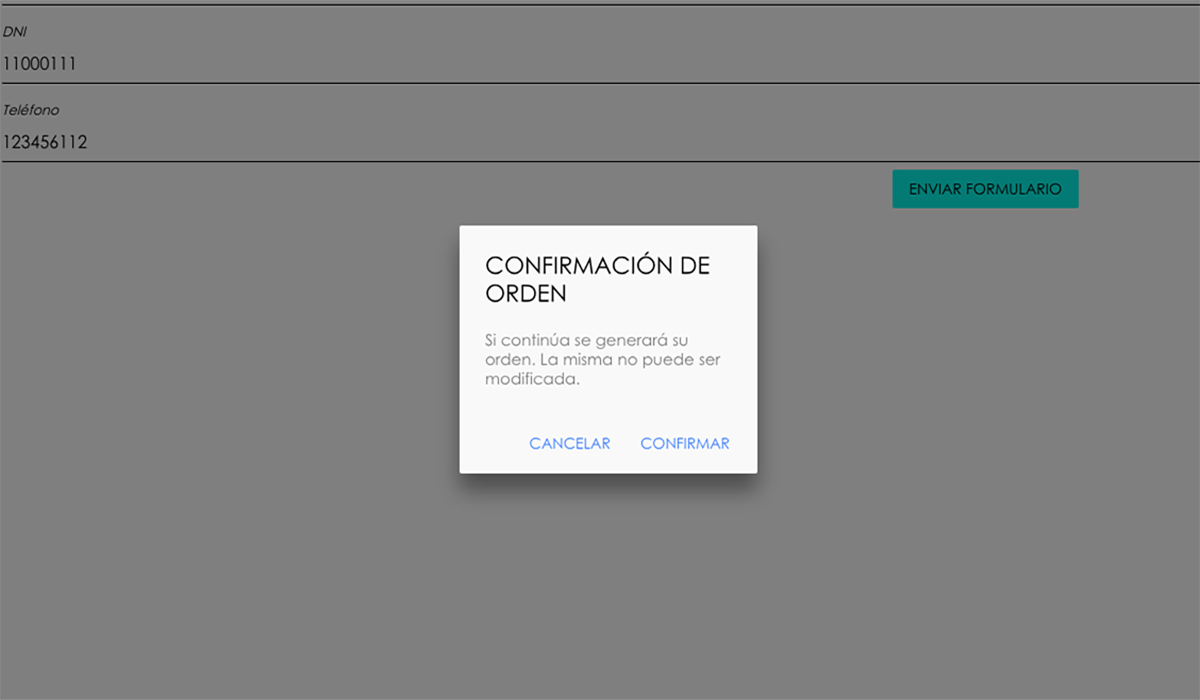 DNI
11000111
Teléfono
123456112
ENVIAR FORMULARIO
CONFIRMACIÓN DE
ORDEN
Si continúa se generará su
orden. La misma no puede ser
modificada.
CANCELAR CONFIRMAR